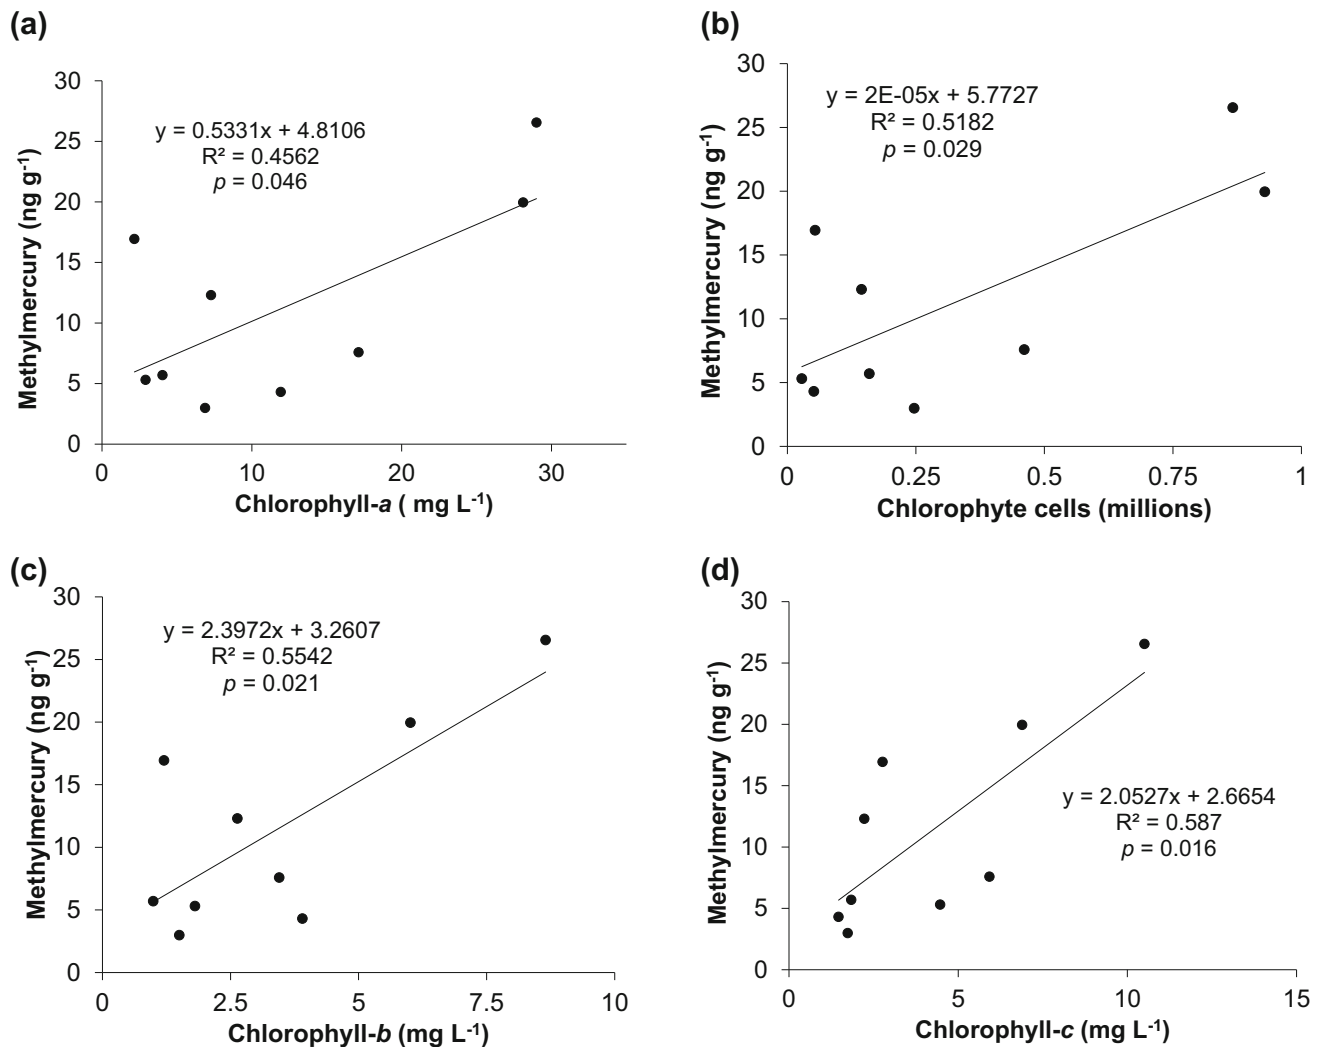 (a)
30
25
20
15
10
5
0
Methylmercury (ng g⁻¹)
y = 0.5331x + 4.8106
R² = 0.4562
p = 0.046
0 10 20 30
Chlorophyll-a ( mg L⁻¹)
(b)
30
25
20
15
10
5
0
Methylmercury (ng g⁻¹)
y = 2E-05x + 5.7727
R² = 0.5182
p = 0.029
0 0.25 0.5 0.75 1
Chlorophyte cells (millions)
(c)
30
25
20
15
10
5
0
Methylmercury (ng g⁻¹)
y = 2.3972x + 3.2607
R² = 0.5542
p = 0.021
0 2.5 5 7.5 10
Chlorophyll-b (mg L⁻¹)
(d)
30
25
20
15
10
5
0
Methylmercury (ng g⁻¹)
y = 2.0527x + 2.6654
R² = 0.587
p = 0.016
0 5 10 15
Chlorophyll-c (mg L⁻¹)